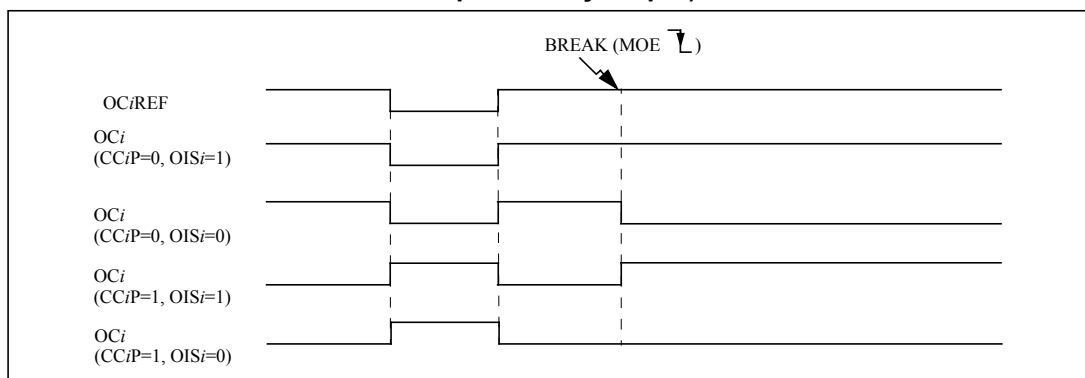 BREAK (MOE )
OCiREF
OCi
(CCiP=0, OISi=1)
OCi
(CCiP=0, OISi=0)
OCi
(CCiP=1, OISi=1)
OCi
(CCiP=1, OISi=0)